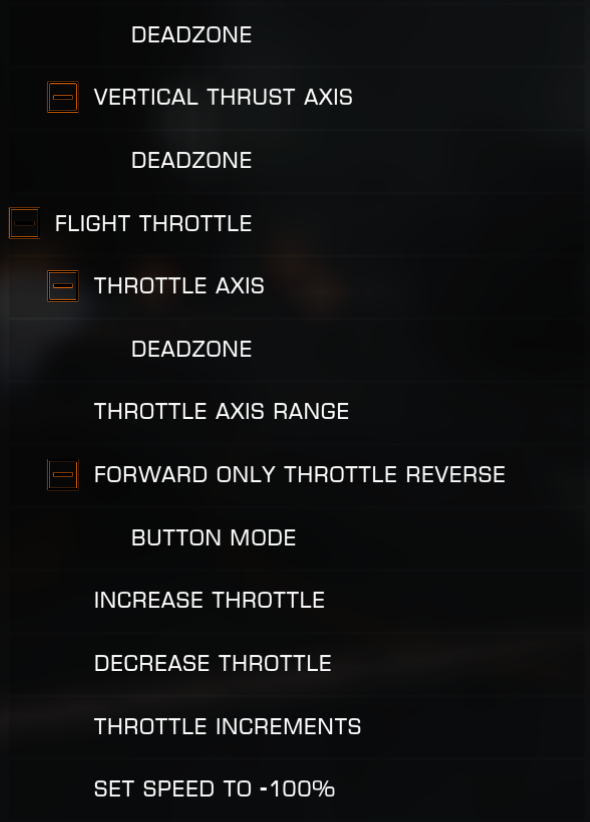 DEADZONE
VERTICAL THRUST AXIS
DEADZONE
FLIGHT THROTTLE
THROTTLE AXIS
DEADZONE
THROTTLE AXIS RANGE
FORWARD ONLY THROTTLE REVERSE
BUTTON MODE
INCREASE THROTTLE
DECREASE THROTTLE
THROTTLE INCREMENTS
SET SPEED TO -100%